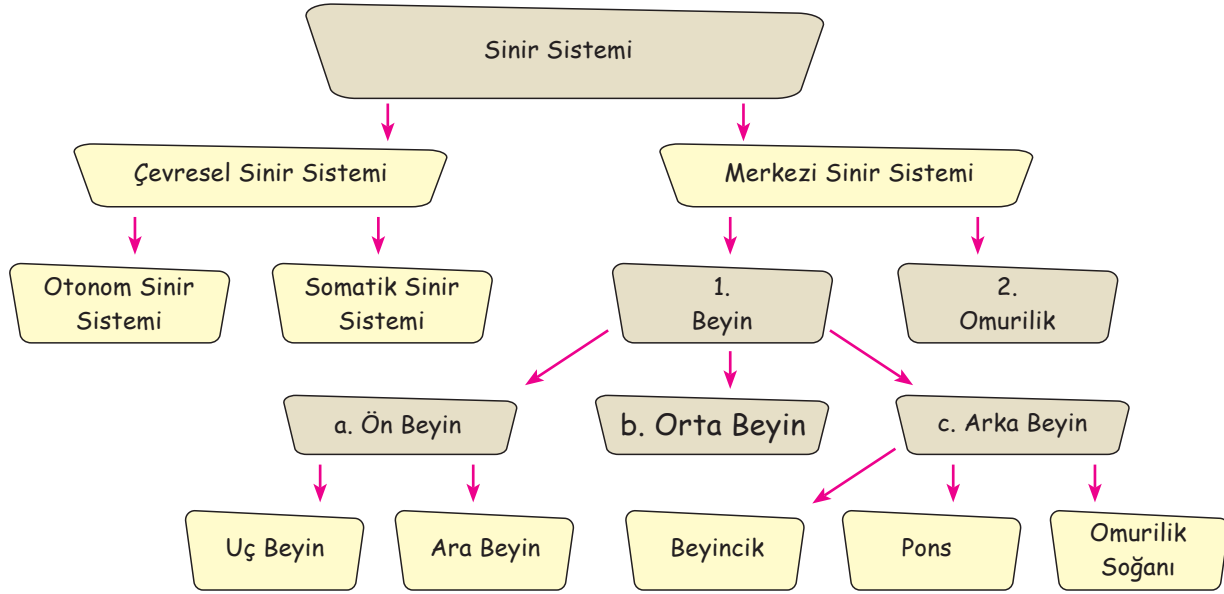 Sinir Sistemi
Çevresel Sinir Sistemi
Merkezi Sinir Sistemi
Otonom Sinir
Sistemi
Somatik Sinir
Sistemi
1.
Beyin
2.
Omurilik
a. Ön Beyin
b. Orta Beyin
c. Arka Beyin
Uç Beyin
Ara Beyin
Beyincik
Pons
Omurilik
Soğanı